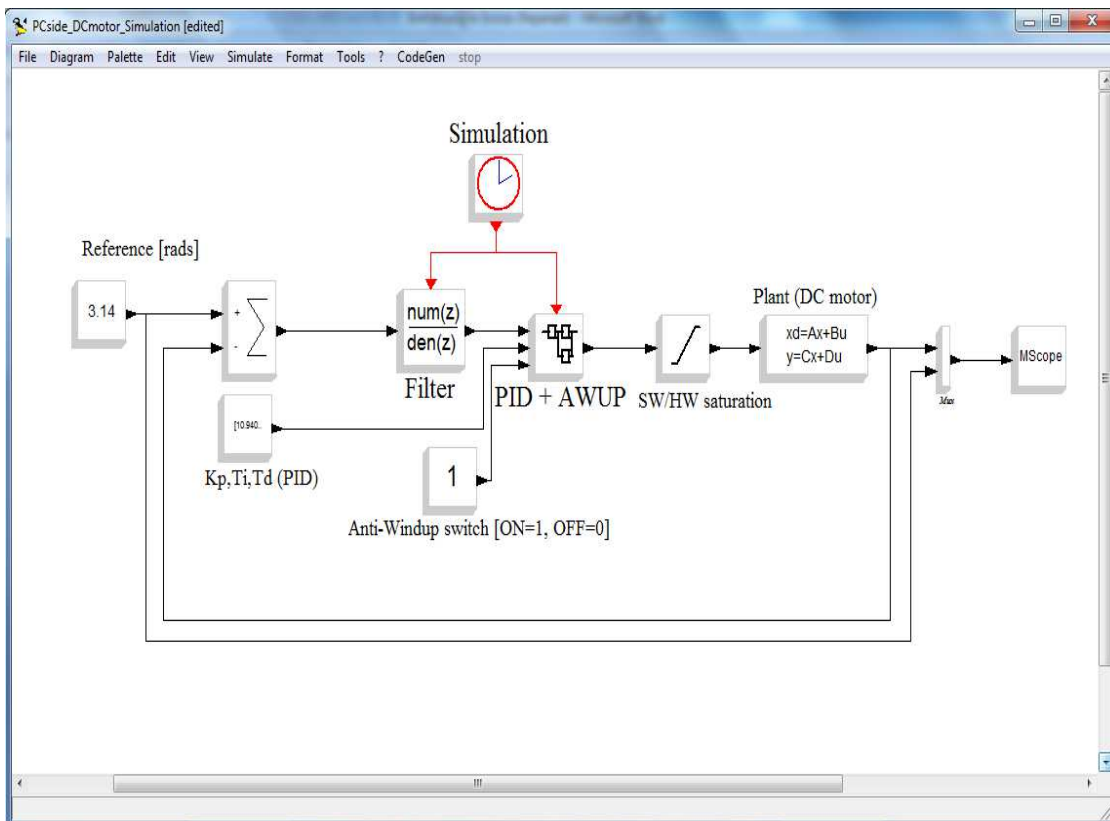 PCside_DCmotor_Simulation [edited]
File Diagram Palette Edit View Simulate Format Tools ? CodeGen stop
Simulation
Reference [rads]
3.14
+
-
num(z)
den(z)
Filter
PID + AWUP
SW/HW saturation
Plant (DC motor)
xd=Ax+Bu
y=Cx+Du
Mux
MScope
[10.940..
Kp,Ti,Td (PID)
1
Anti-Windup switch [ON=1, OFF=0]